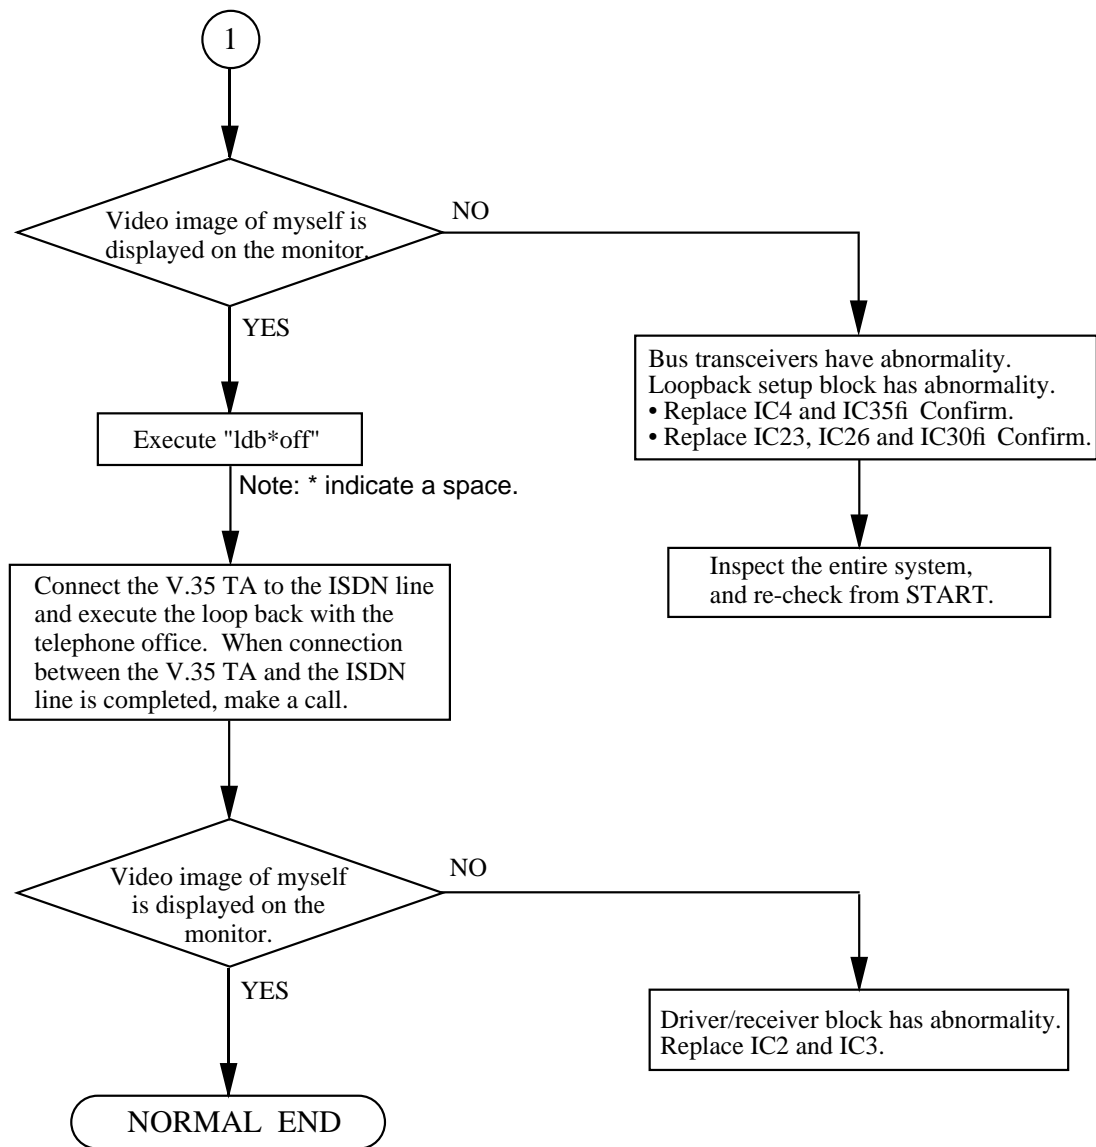 1
Video image of myself is
displayed on the monitor.
NO
YES
Bus transceivers have abnormality.
Loopback setup block has abnormality.
• Replace IC4 and IC35fi Confirm.
• Replace IC23, IC26 and IC30fi Confirm.
Execute "ldb*off"
Note: * indicate a space.
Inspect the entire system,
and re-check from START.
Connect the V.35 TA to the ISDN line
and execute the loop back with the
telephone office. When connection
between the V.35 TA and the ISDN
line is completed, make a call.
Video image of myself
is displayed on the
monitor.
NO
YES
Driver/receiver block has abnormality.
Replace IC2 and IC3.
NORMAL END